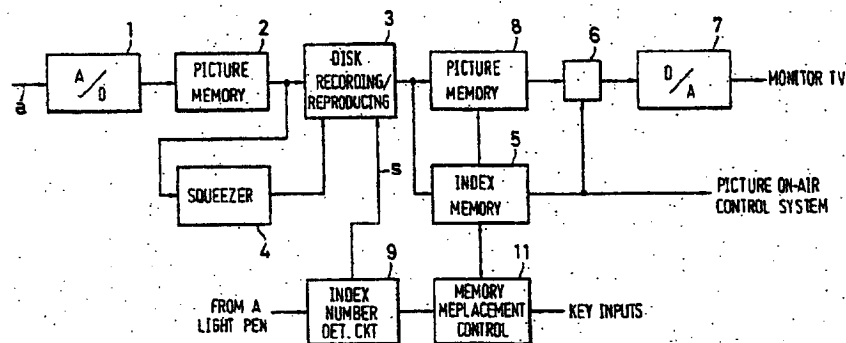 1
A/D
2
PICTURE
MEMORY
3
DISK
RECORDING/
REPRODUCING
8
PICTURE
MEMORY
6
7
D/A
MONITOR TV
a
SQUEEZER
4
S
5
INDEX
MEMORY
PICTURE ON-AIR
CONTROL SYSTEM
FROM A
LIGHT PEN
9
INDEX
NUMBER
DET. CKT
11
MEMORY
MEPLACEMENT
CONTROL
KEY INPUTS